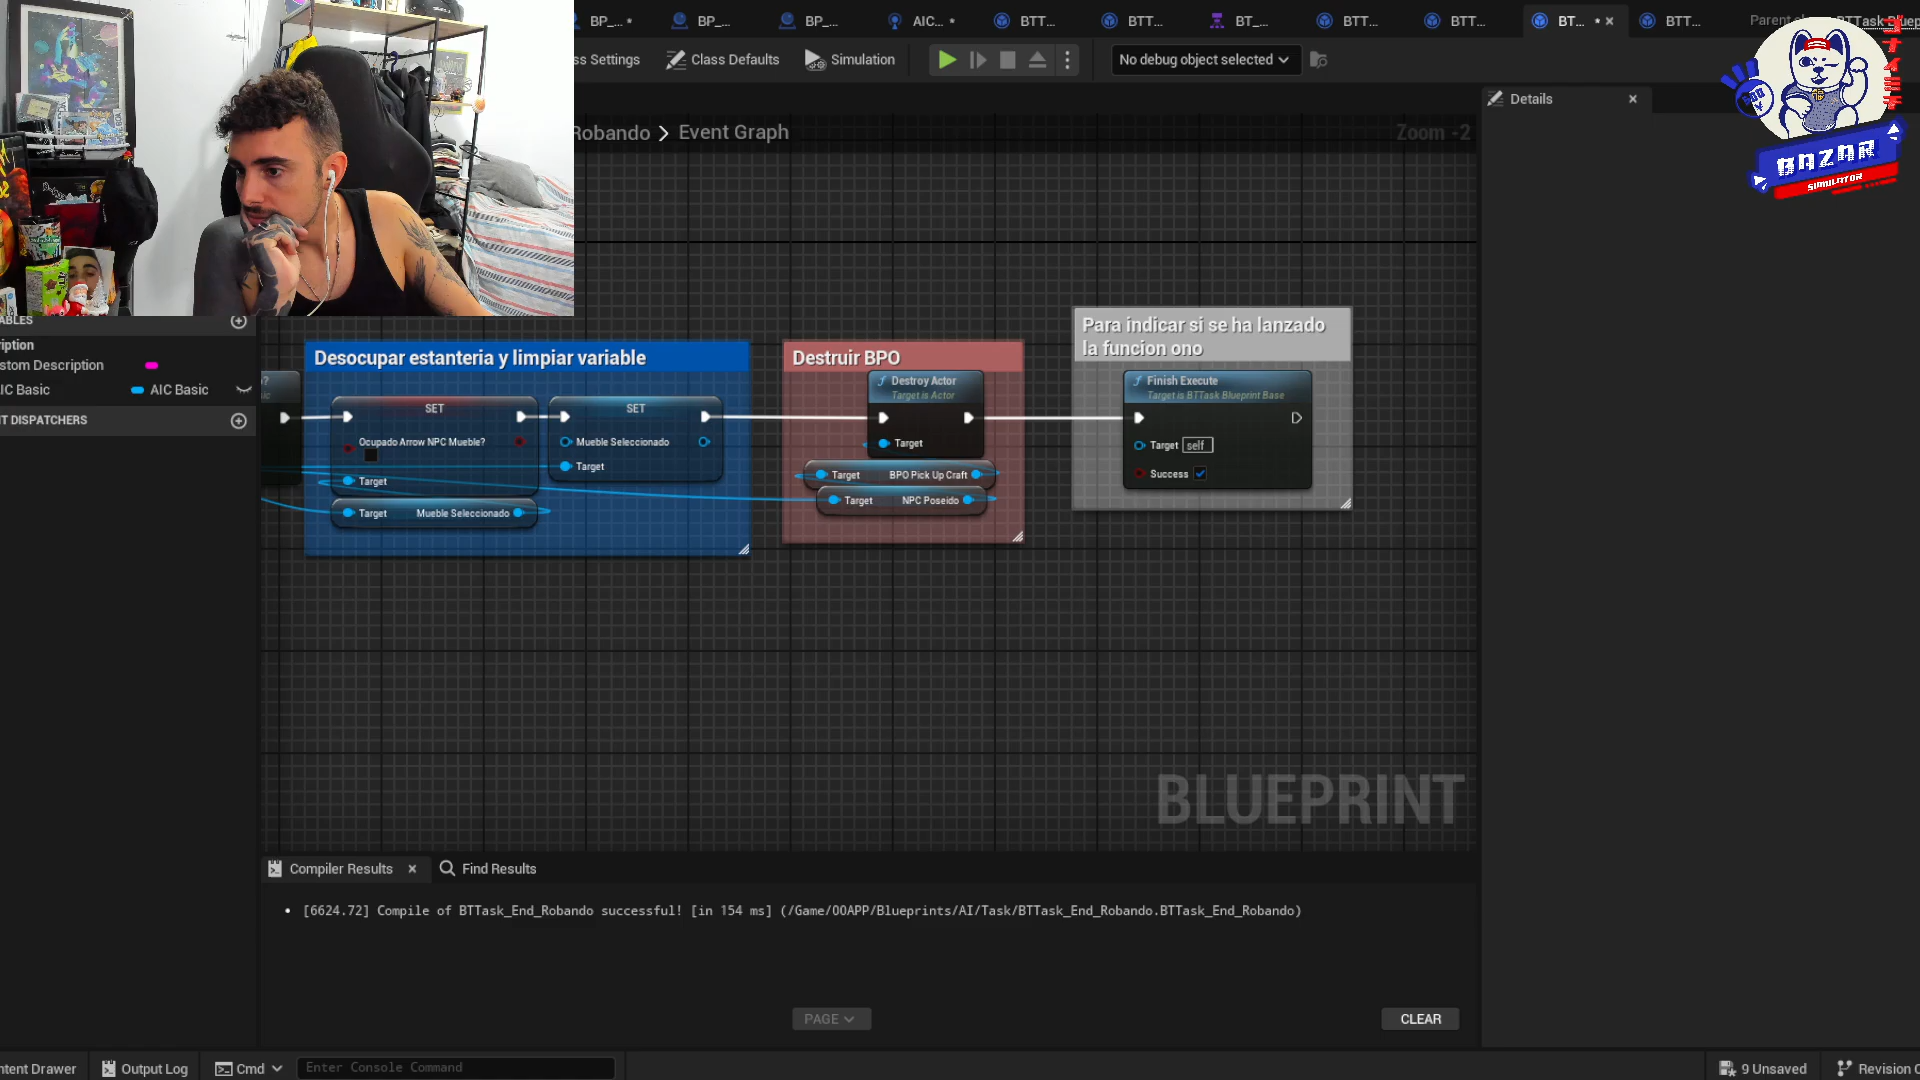 BP_... •
BP_...
BP_...
AIC... •
BTT...
BTT...
BT_...
BTT...
BTT...
BT... •
BTT...
ss Settings
Class Defaults
Simulation
No debug object selected
Details
BAZAR
SIMULATOR
Robando > Event Graph
Zoom -2
ABLES
ription
stom Description
IC Basic
AIC Basic
T DISPATCHERS
Desocupar estanteria y limpiar variable
SET
Ocupado Arrow NPC Mueble?
Target
Target
Mueble Seleccionado
SET
Mueble Seleccionado
Target
Destruir BPO
Destroy Actor
Target is Actor
Target
Target
BPO Pick Up Craft
Target
NPC Poseido
Para indicar si se ha lanzado
la funcion ono
Finish Execute
Target is BTTask Blueprint Base
Target
self
Success
BLUEPRINT
Compiler Results
Find Results
• [6624.72] Compile of BTTask_End_Robando successful! [in 154 ms] (/Game/00APP/Blueprints/AI/Task/BTTask_End_Robando.BTTask_End_Robando)
PAGE
CLEAR
ntent Drawer
Output Log
Cmd
Enter Console Command
9 Unsaved
Revision C